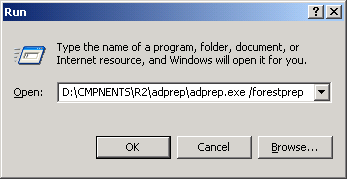 Run
Type the name of a program, folder, document, or
Internet resource, and Windows will open it for you.
Open:
D:\CMPNENTS\R2\adprep\adprep.exe /forestprep
OK
Cancel
Browse...